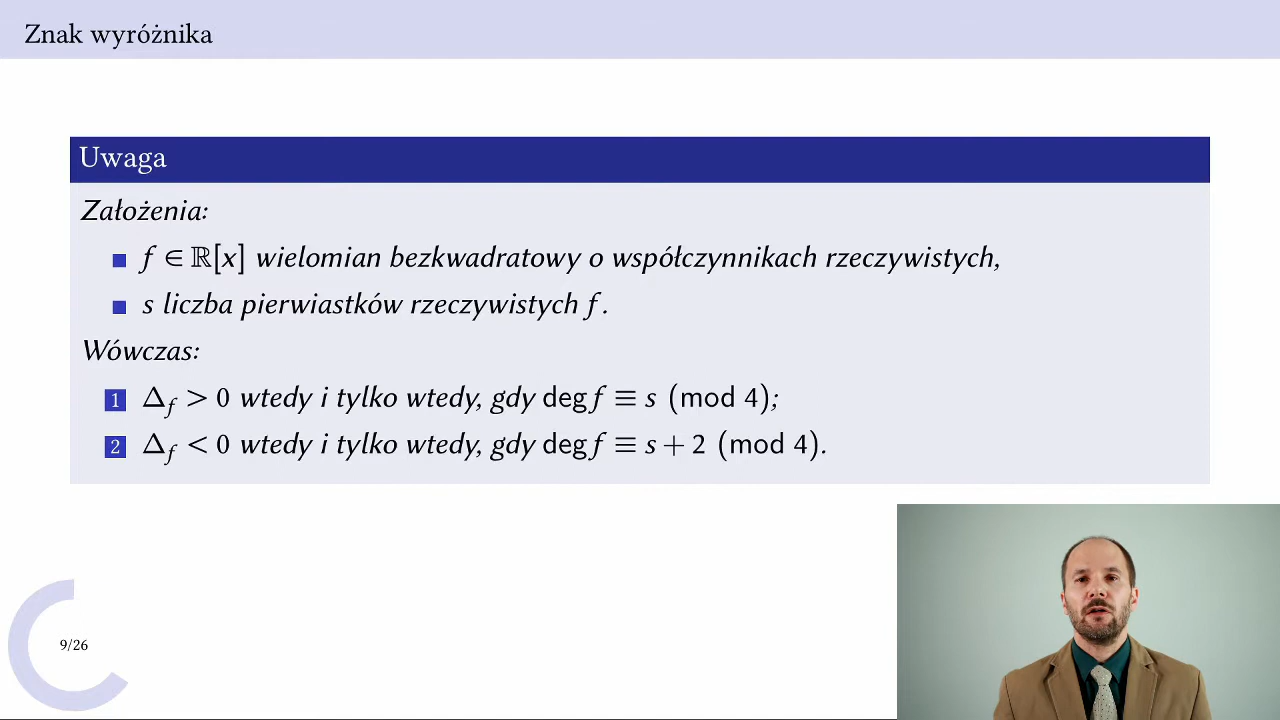 Znak wyróżnika
Uwaga
Założenia:
f ∈ ℝ[x] wielomian bezkwadratowy o współczynnikach rzeczywistych,
s liczba pierwiastków rzeczywistych f.
Wówczas:
1 Δ_f > 0 wtedy i tylko wtedy, gdy deg f ≡ s (mod 4);
2 Δ_f < 0 wtedy i tylko wtedy, gdy deg f ≡ s + 2 (mod 4).
9/26